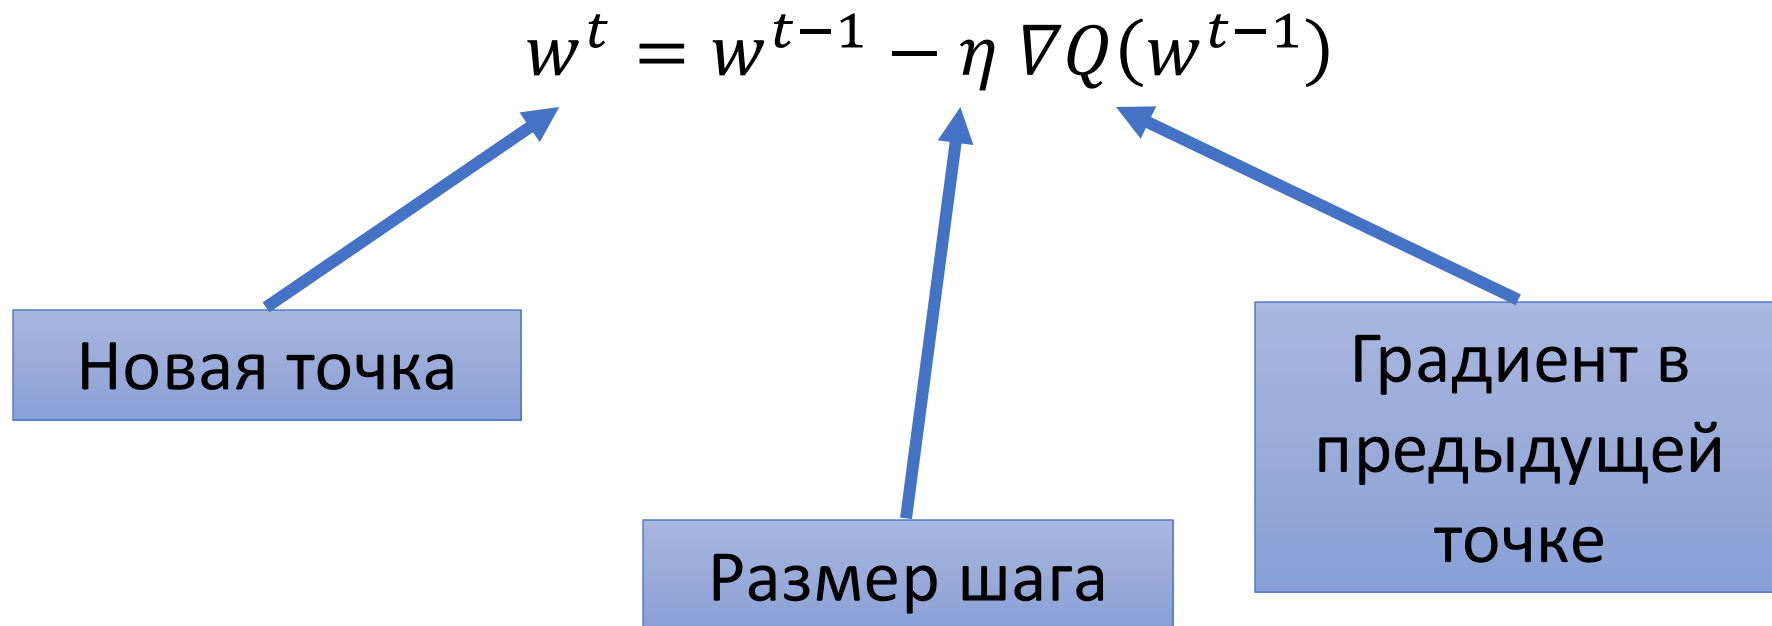 w^t = w^{t−1} − η ∇Q(w^{t−1})
Новая точка
Размер шага
Градиент в
предыдущей
точке